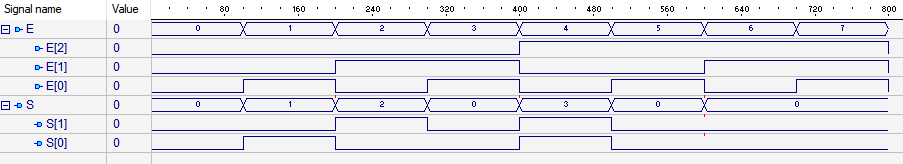 Signal name Value 80 160 240 320 400 480 560 640 720 800
E 0 0 1 2 3 4 5 6 7
E[2] 0
E[1] 0
E[0] 0
S 0 0 1 2 0 3 0 0
S[1] 0
S[0] 0